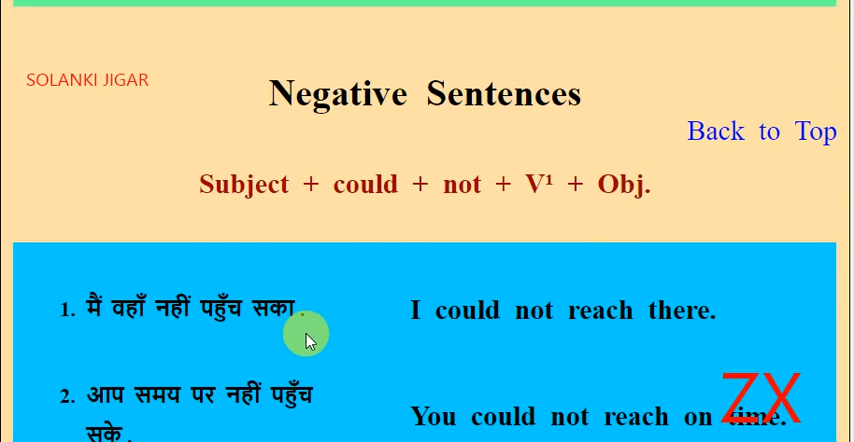 SOLANKI JIGAR
Negative Sentences
Back to Top
Subject + could + not + V¹ + Obj.
1. मैं वहाँ नहीं पहुँच सका .
I could not reach there.
2. आप समय पर नहीं पहुँच
सके .
You could not reach on time.
ZX